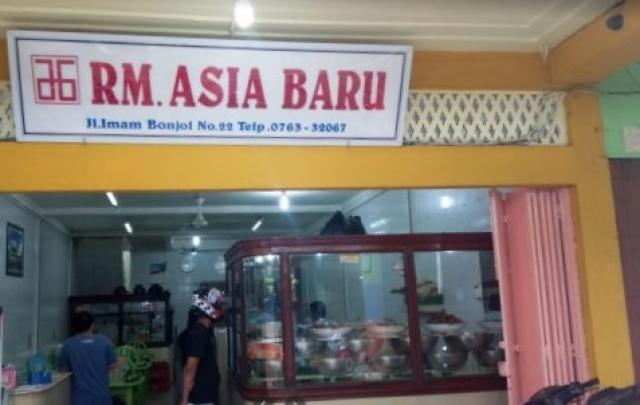 RM. ASIA BARU
Jl. Imam Bonjol No.22 Telp. 0763 - 32067